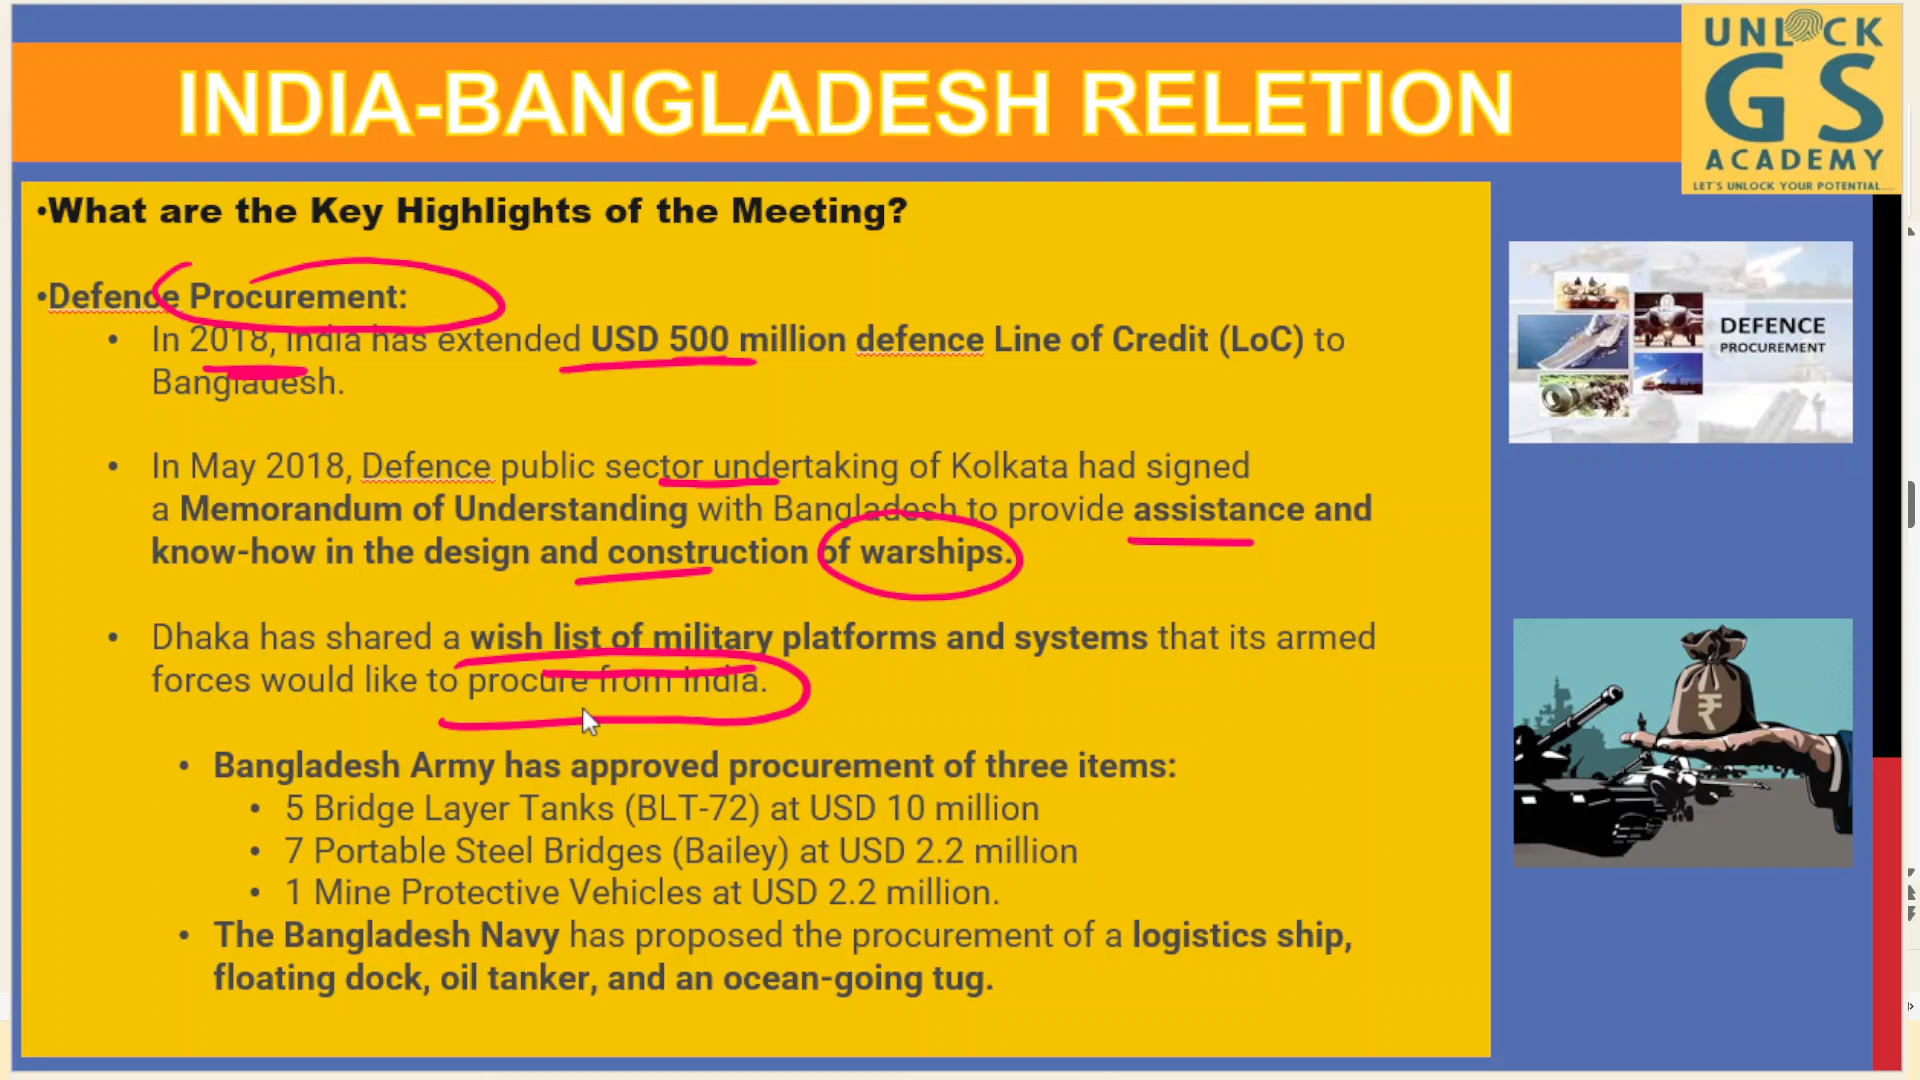 INDIA-BANGLADESH RELETION
UNLOCK
GS
ACADEMY
LET'S UNLOCK YOUR POTENTIAL....
•What are the Key Highlights of the Meeting?
•Defence Procurement:
• In 2018, India has extended USD 500 million defence Line of Credit (LoC) to
Bangladesh.
• In May 2018, Defence public sector undertaking of Kolkata had signed
a Memorandum of Understanding with Bangladesh to provide assistance and
know-how in the design and construction of warships.
• Dhaka has shared a wish list of military platforms and systems that its armed
forces would like to procure from India.
• Bangladesh Army has approved procurement of three items:
• 5 Bridge Layer Tanks (BLT-72) at USD 10 million
• 7 Portable Steel Bridges (Bailey) at USD 2.2 million
• 1 Mine Protective Vehicles at USD 2.2 million.
• The Bangladesh Navy has proposed the procurement of a logistics ship,
floating dock, oil tanker, and an ocean-going tug.
DEFENCE
PROCUREMENT
₹